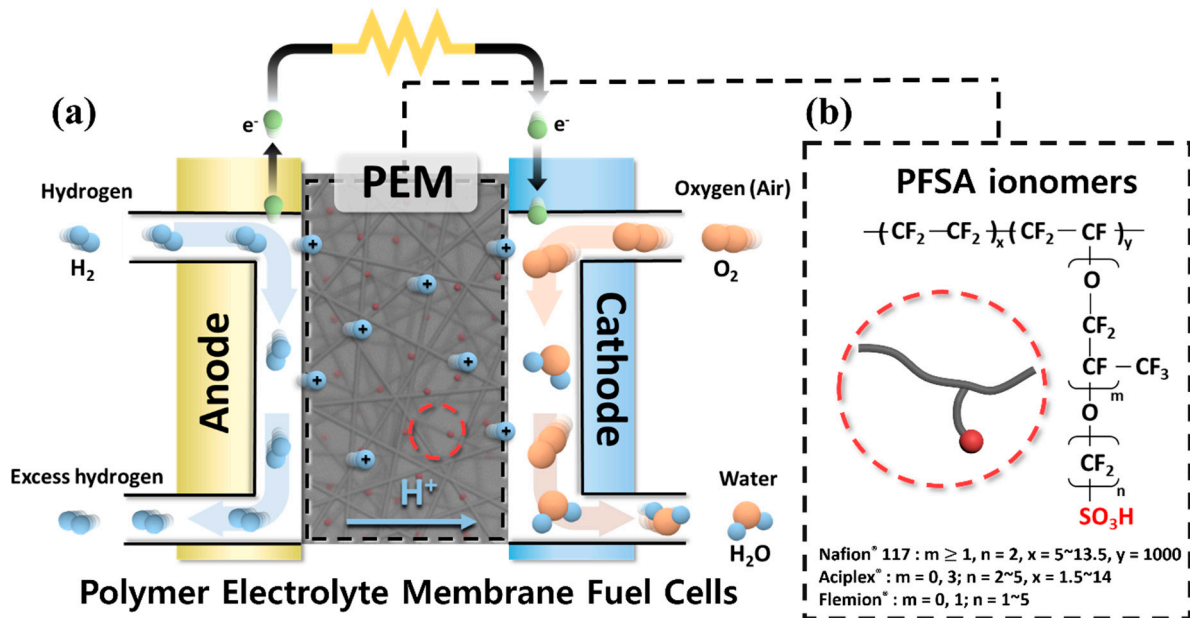 (a)
e-
e-
PEM
Hydrogen
H2
Oxygen (Air)
O2
+
+
+
+
+
+
+
+
Anode
Cathode
Excess hydrogen
H+
Water
H2O
Polymer Electrolyte Membrane Fuel Cells
(b)
PFSA ionomers
—(CF2—CF2)x(CF2—CF)y—
O
CF2
CF—CF3
m
O
CF2
n
SO3H
Nafion® 117 : m ≥ 1, n = 2, x = 5~13.5, y = 1000
Aciplex® : m = 0, 3; n = 2~5, x = 1.5~14
Flemion® : m = 0, 1; n = 1~5